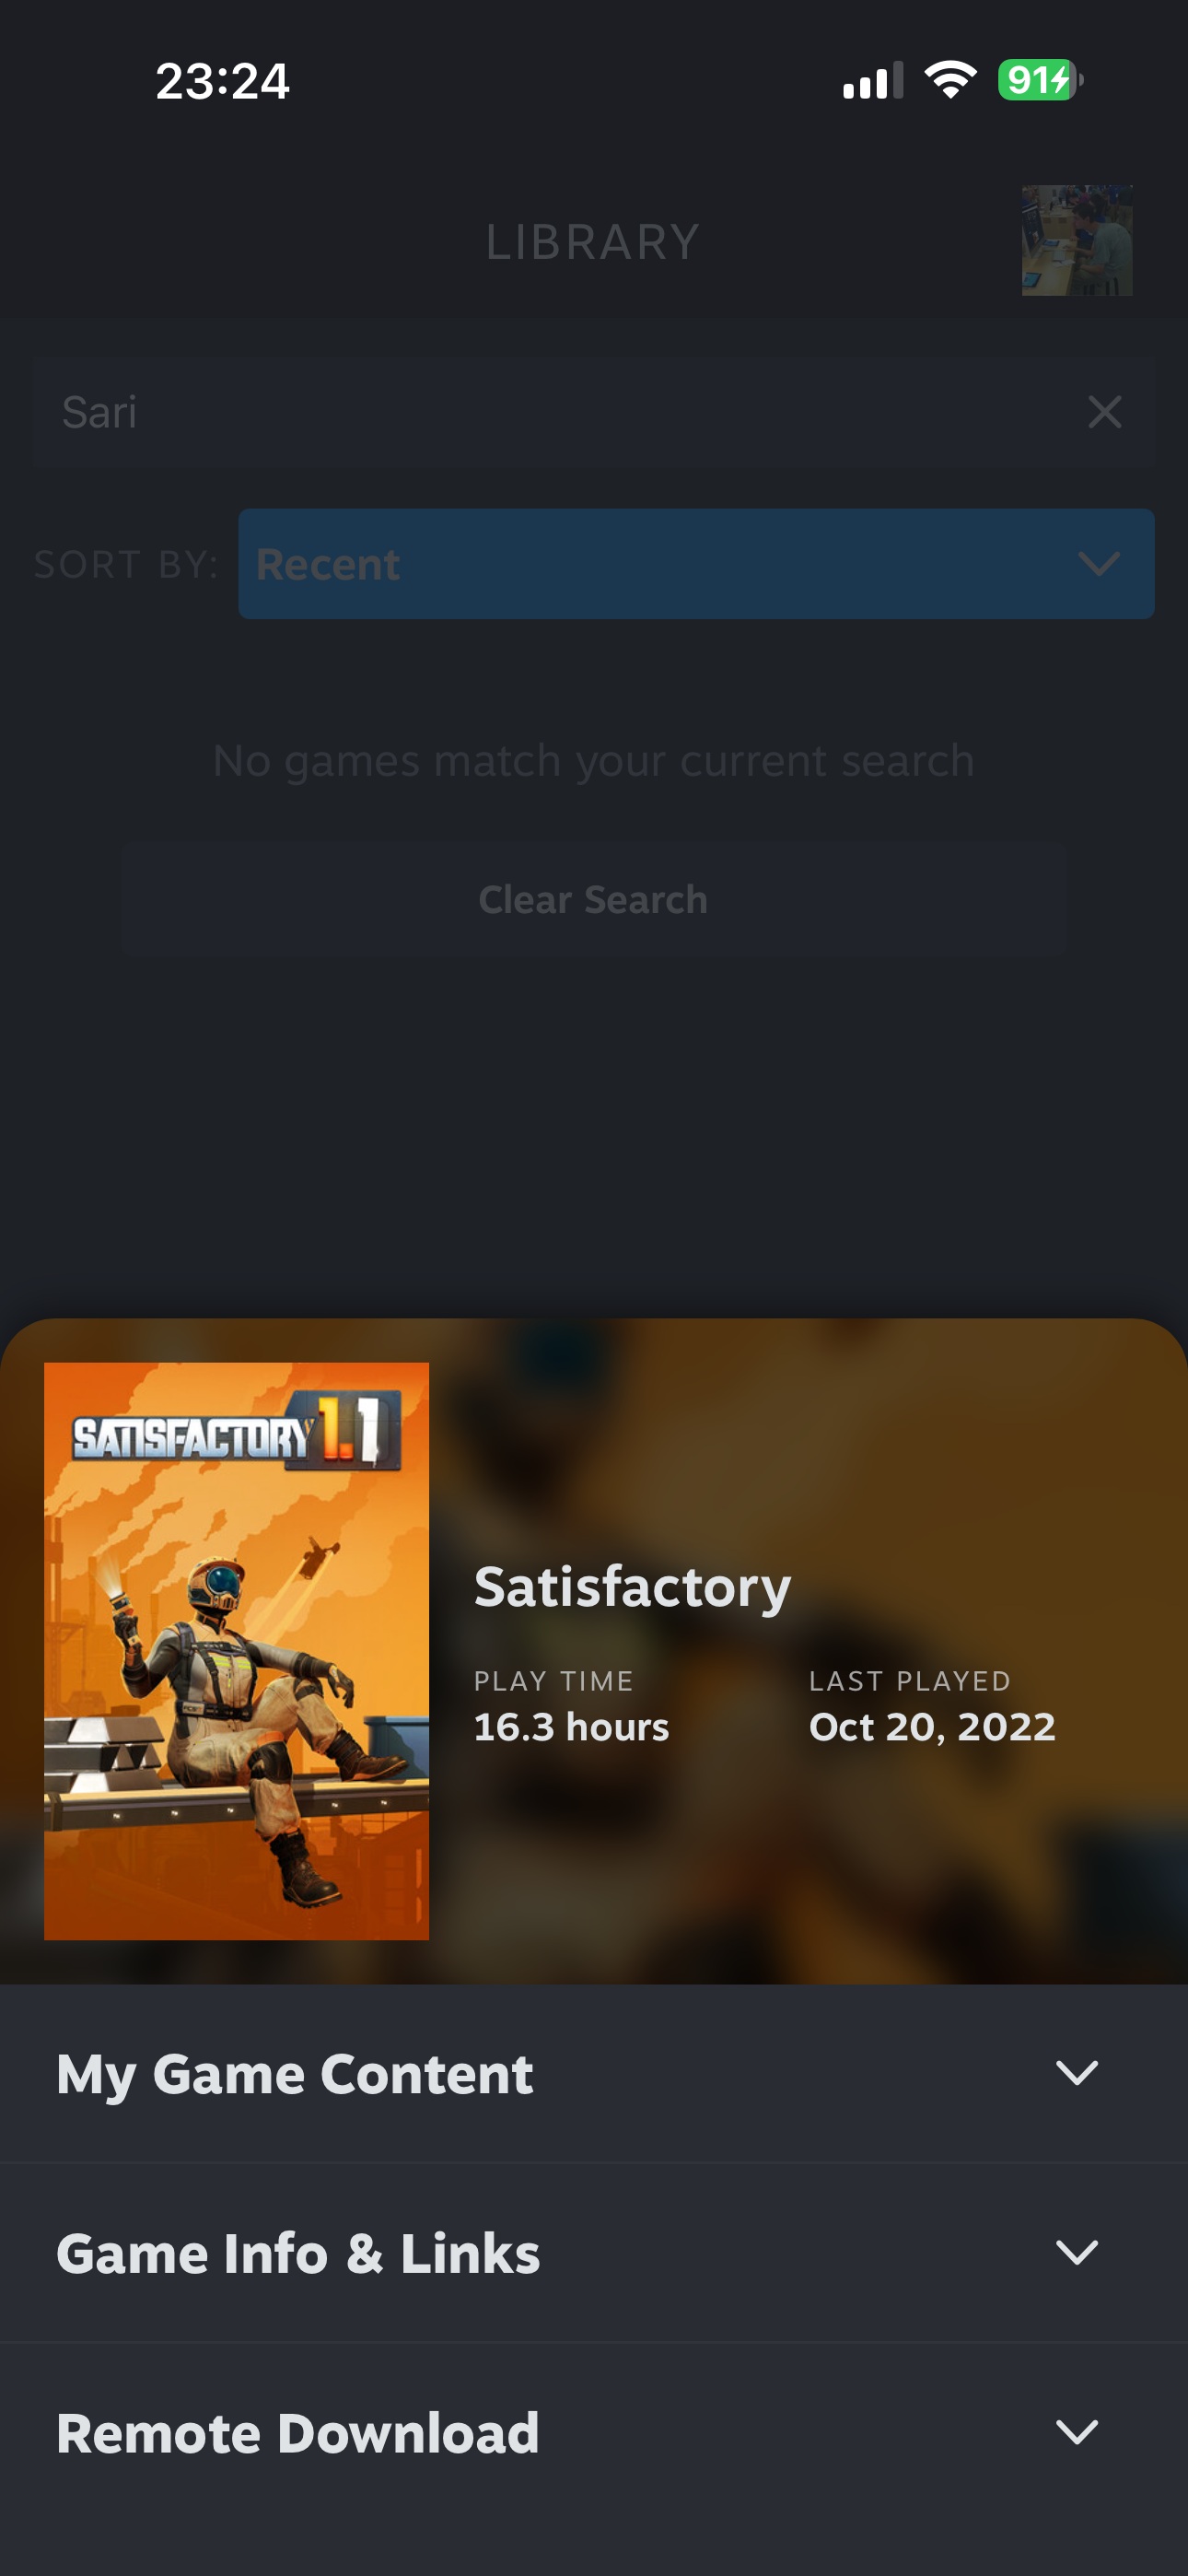 23:24
91
LIBRARY
Sari
SORT BY: Recent
No games match your current search
Clear Search
SATISFACTORY 1.1
Satisfactory
PLAY TIME LAST PLAYED
16.3 hours Oct 20, 2022
My Game Content
Game Info & Links
Remote Download